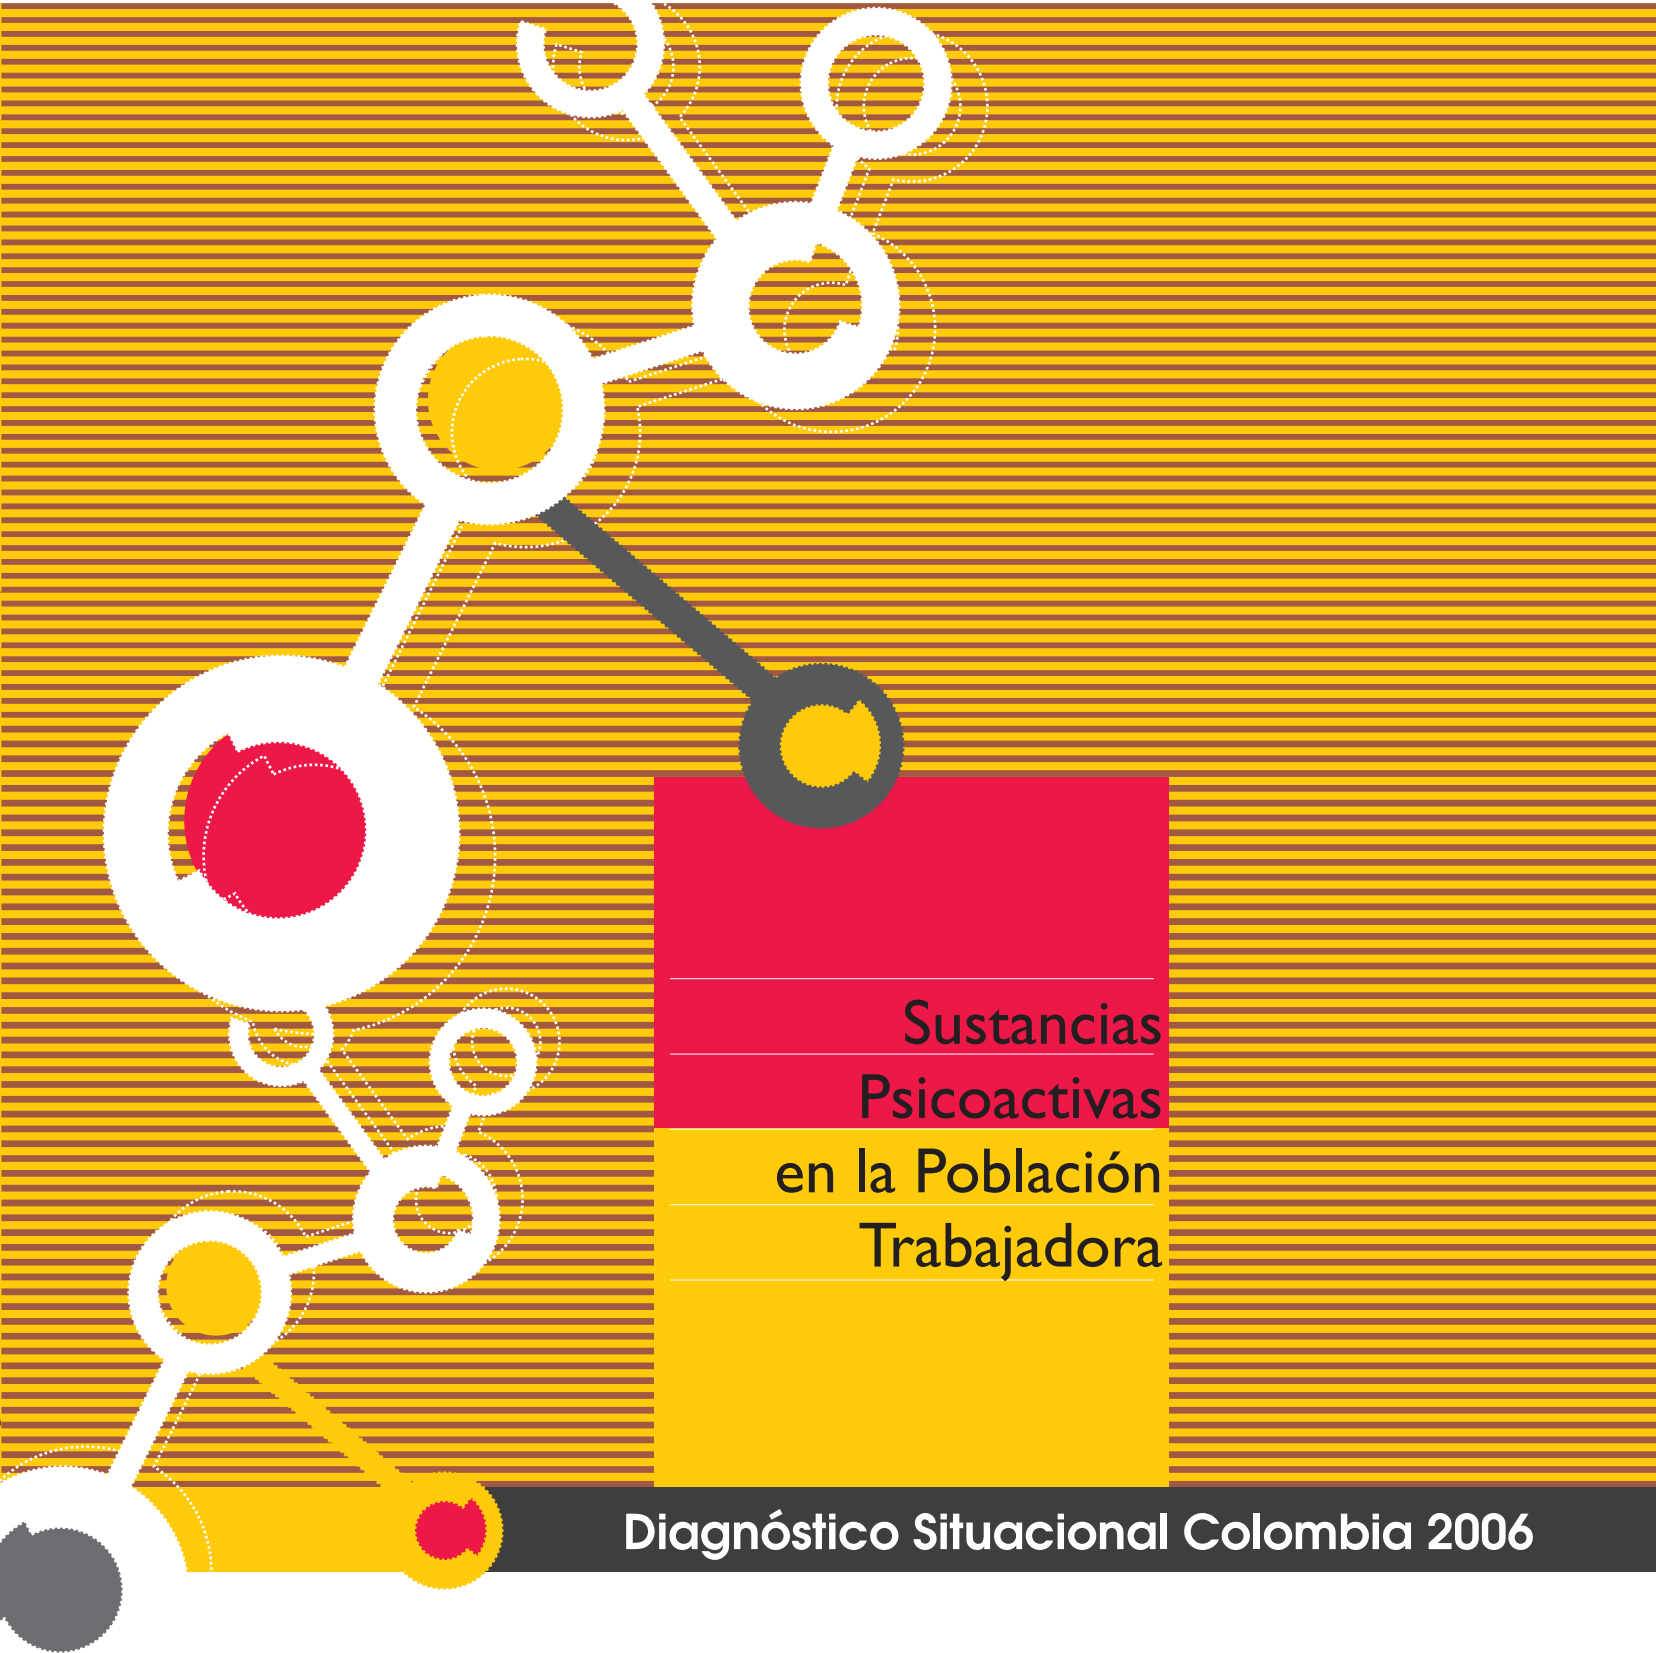 Sustancias
Psicoactivas
en la Población
Trabajadora
Diagnóstico Situacional Colombia 2006